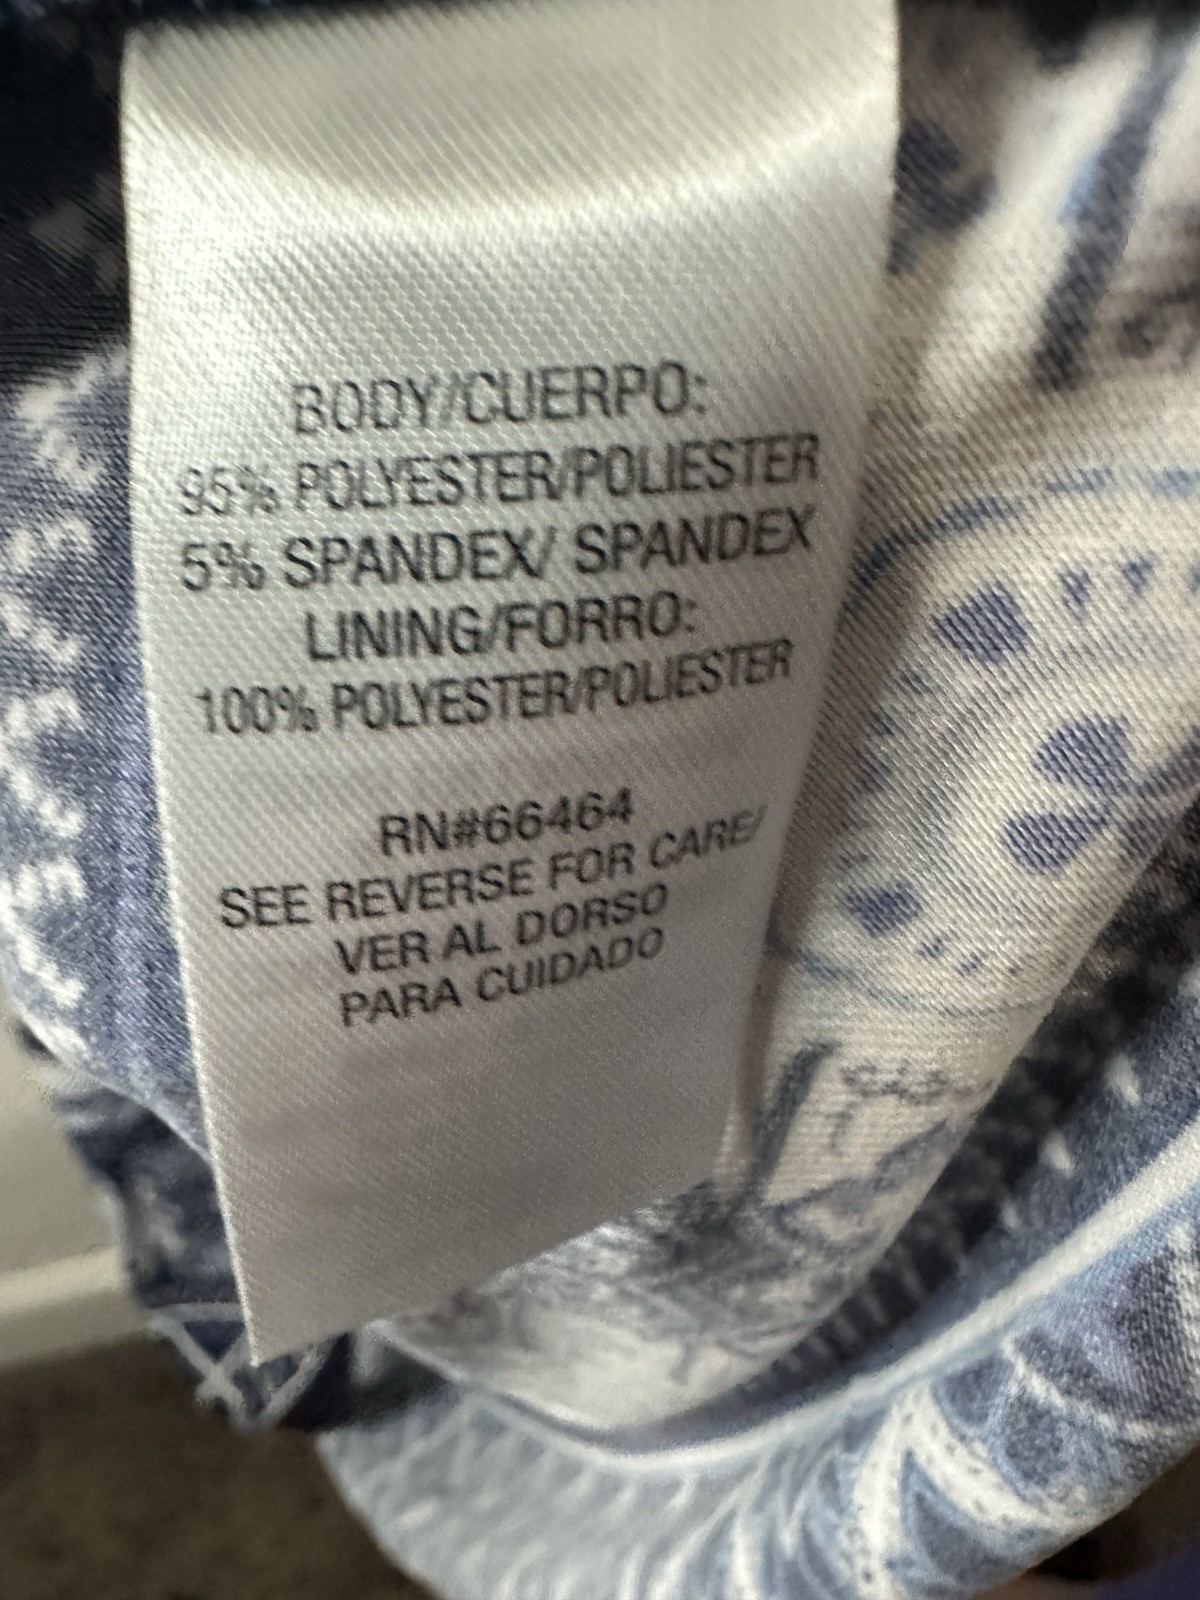 BODY/CUERPO:
95% POLYESTER/POLIESTER
5% SPANDEX/ SPANDEX
LINING/FORRO:
100% POLYESTER/POLIESTER
RN#66464
SEE REVERSE FOR CARE/
VER AL DORSO
PARA CUIDADO